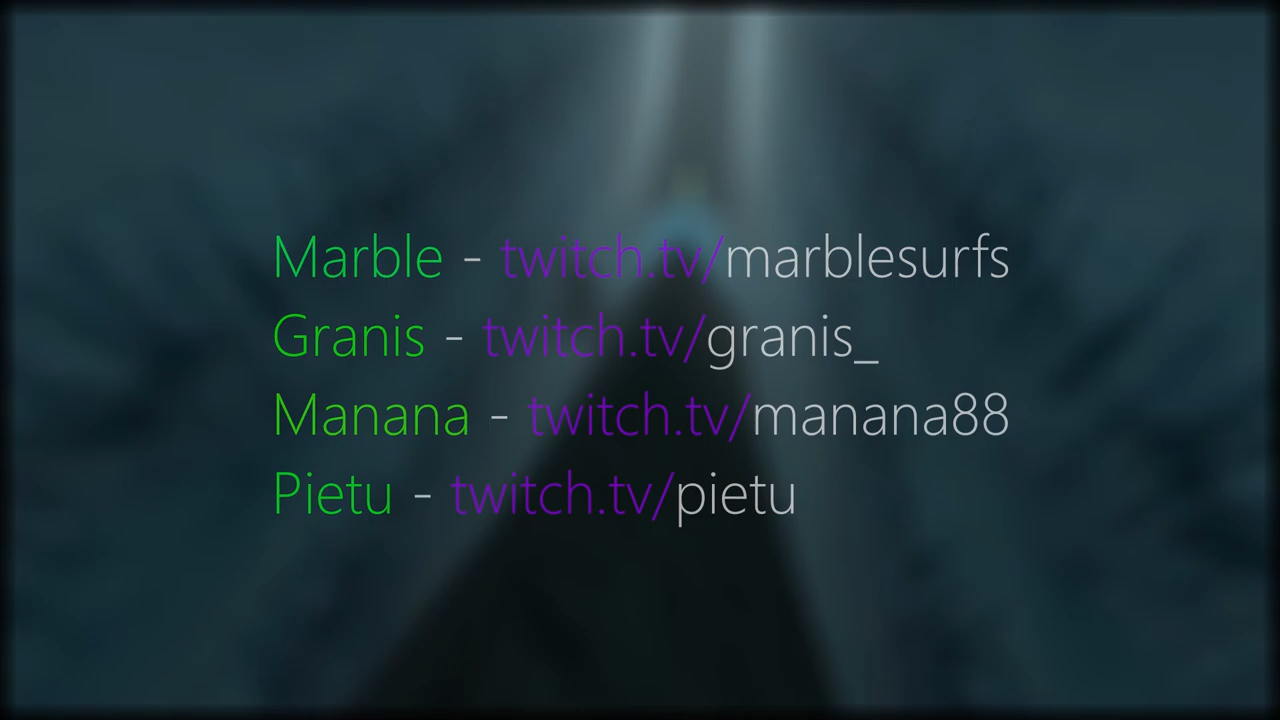 Marble - twitch.tv/marblesurfs
Granis - twitch.tv/granis_
Manana - twitch.tv/manana88
Pietu - twitch.tv/pietu